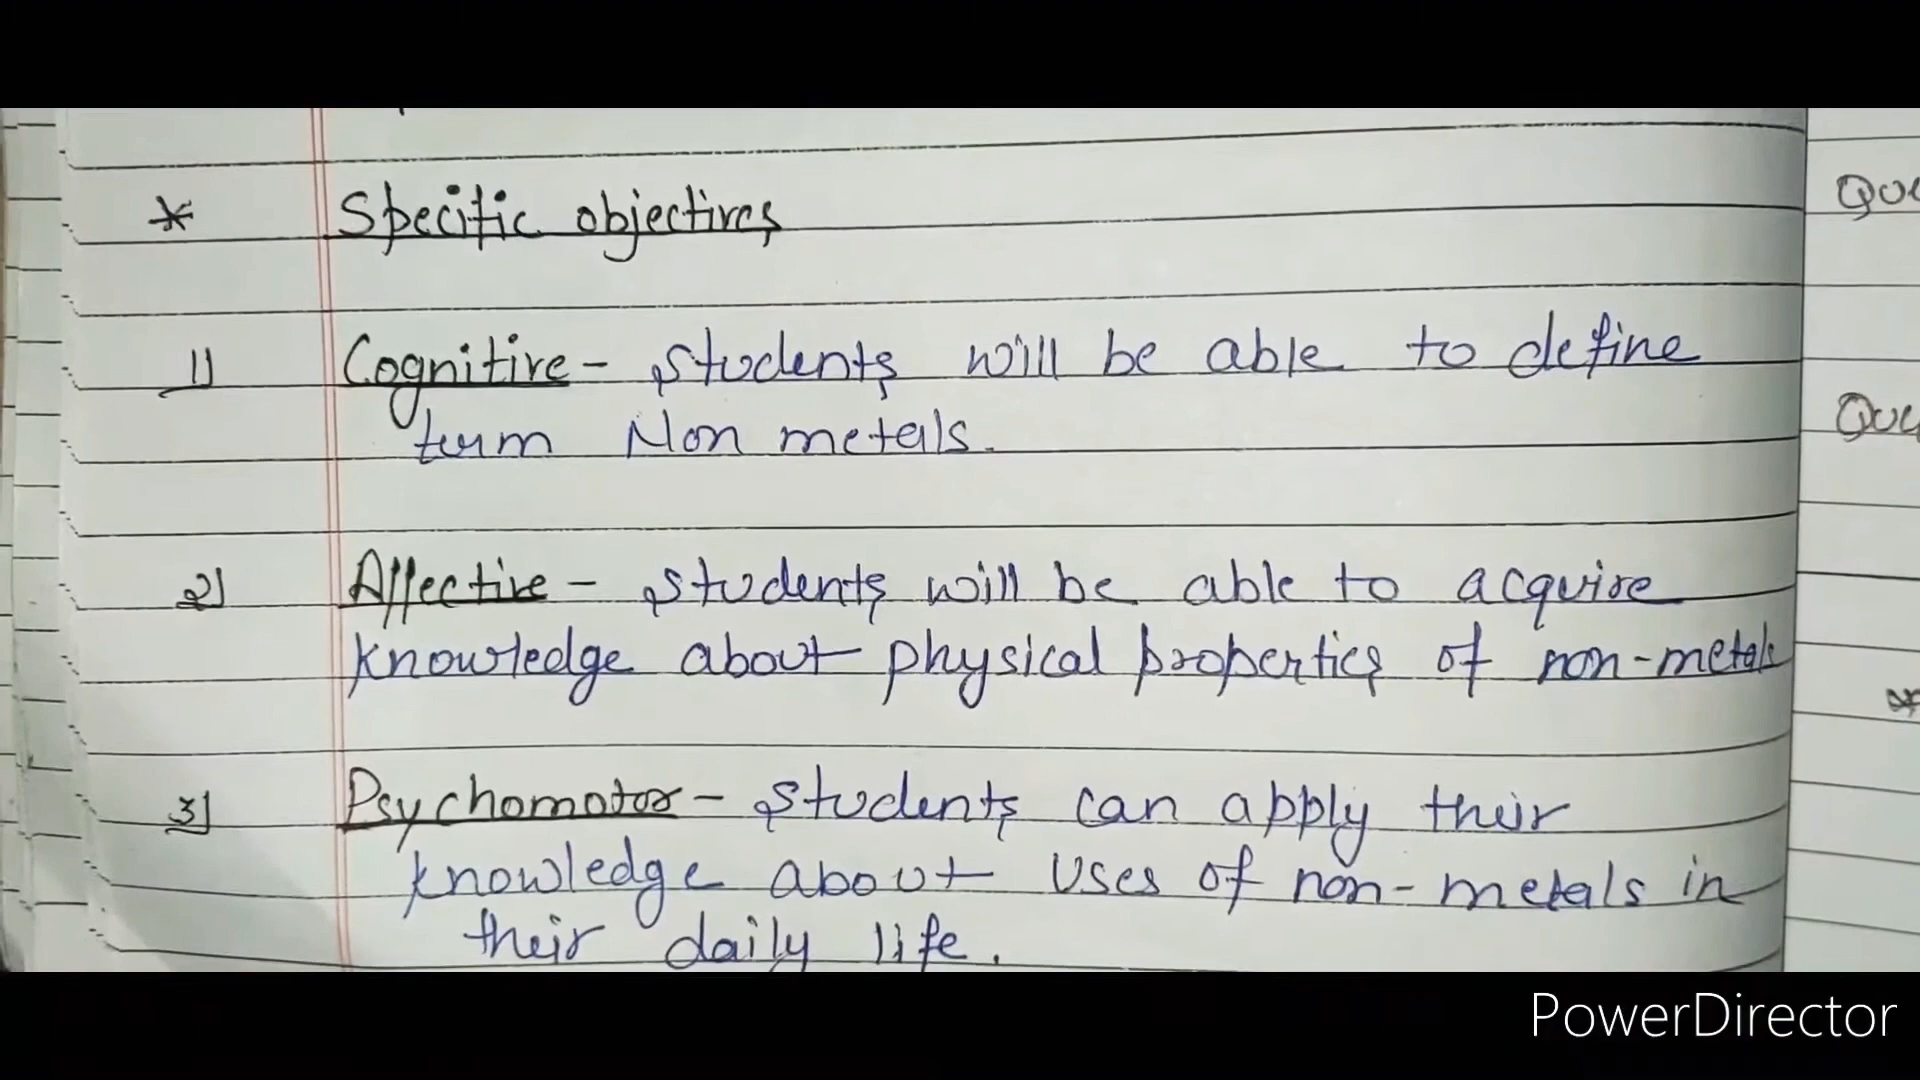 * Specific objectives
1) Cognitive - students will be able to define
term Non metals.
2) Affective - students will be able to acquire
knowledge about physical properties of non-metals
3) Psychomotor - students can apply their
knowledge about uses of non-metals in
their daily life.
PowerDirector